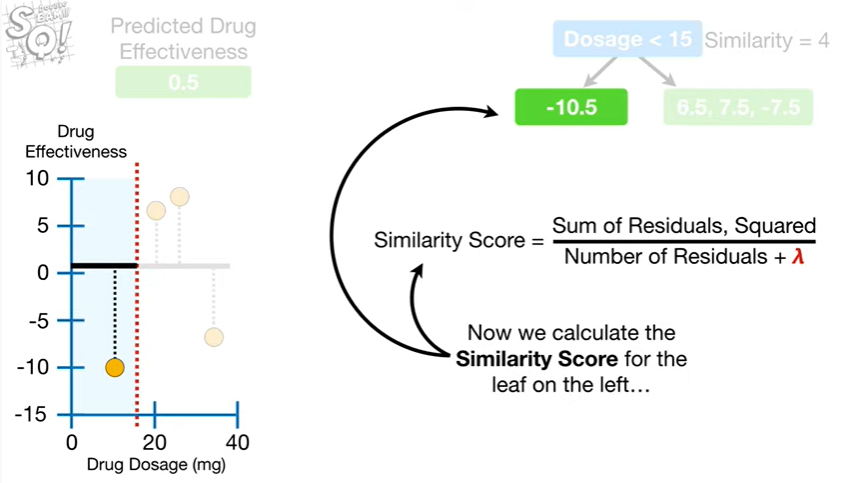 Predicted Drug
Effectiveness
0.5
Dosage < 15
Similarity = 4
-10.5
6.5, 7.5, -7.5
Drug
Effectiveness
10
5
0
-5
-10
-15
0
20
40
Drug Dosage (mg)
Similarity Score = Sum of Residuals, Squared
Number of Residuals + λ
Now we calculate the
Similarity Score for the
leaf on the left…